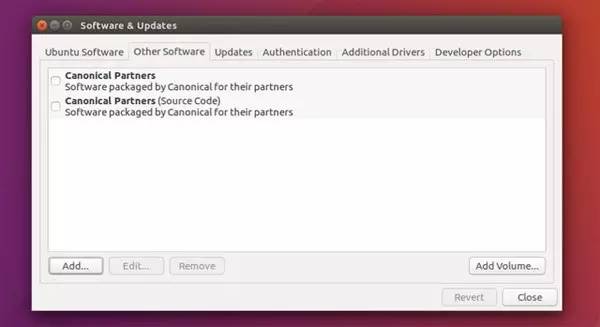 Software & Updates
Ubuntu Software Other Software Updates Authentication Additional Drivers Developer Options
Canonical Partners
Software packaged by Canonical for their partners
Canonical Partners (Source Code)
Software packaged by Canonical for their partners
Add... Edit... Remove Add Volume...
Revert Close